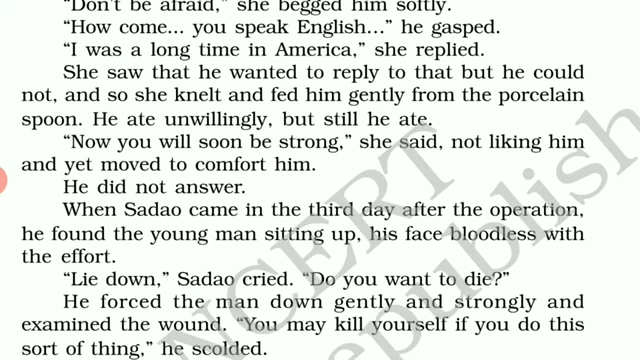 “Don't be afraid,” she begged him softly.
“How come... you speak English...” he gasped.
“I was a long time in America,” she replied.
She saw that he wanted to reply to that but he could
not, and so she knelt and fed him gently from the porcelain
spoon. He ate unwillingly, but still he ate.
“Now you will soon be strong,” she said, not liking him
and yet moved to comfort him.
He did not answer.
When Sadao came in the third day after the operation,
he found the young man sitting up, his face bloodless with
the effort.
“Lie down,” Sadao cried. “Do you want to die?”
He forced the man down gently and strongly and
examined the wound. “You may kill yourself if you do this
sort of thing,” he scolded.
NCERT
republish